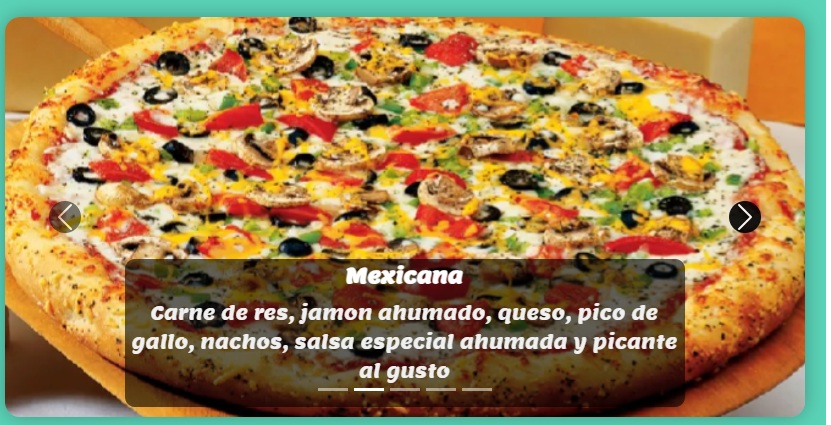 Mexicana
Carne de res, jamon ahumado, queso, pico de
gallo, nachos, salsa especial ahumada y picante
al gusto